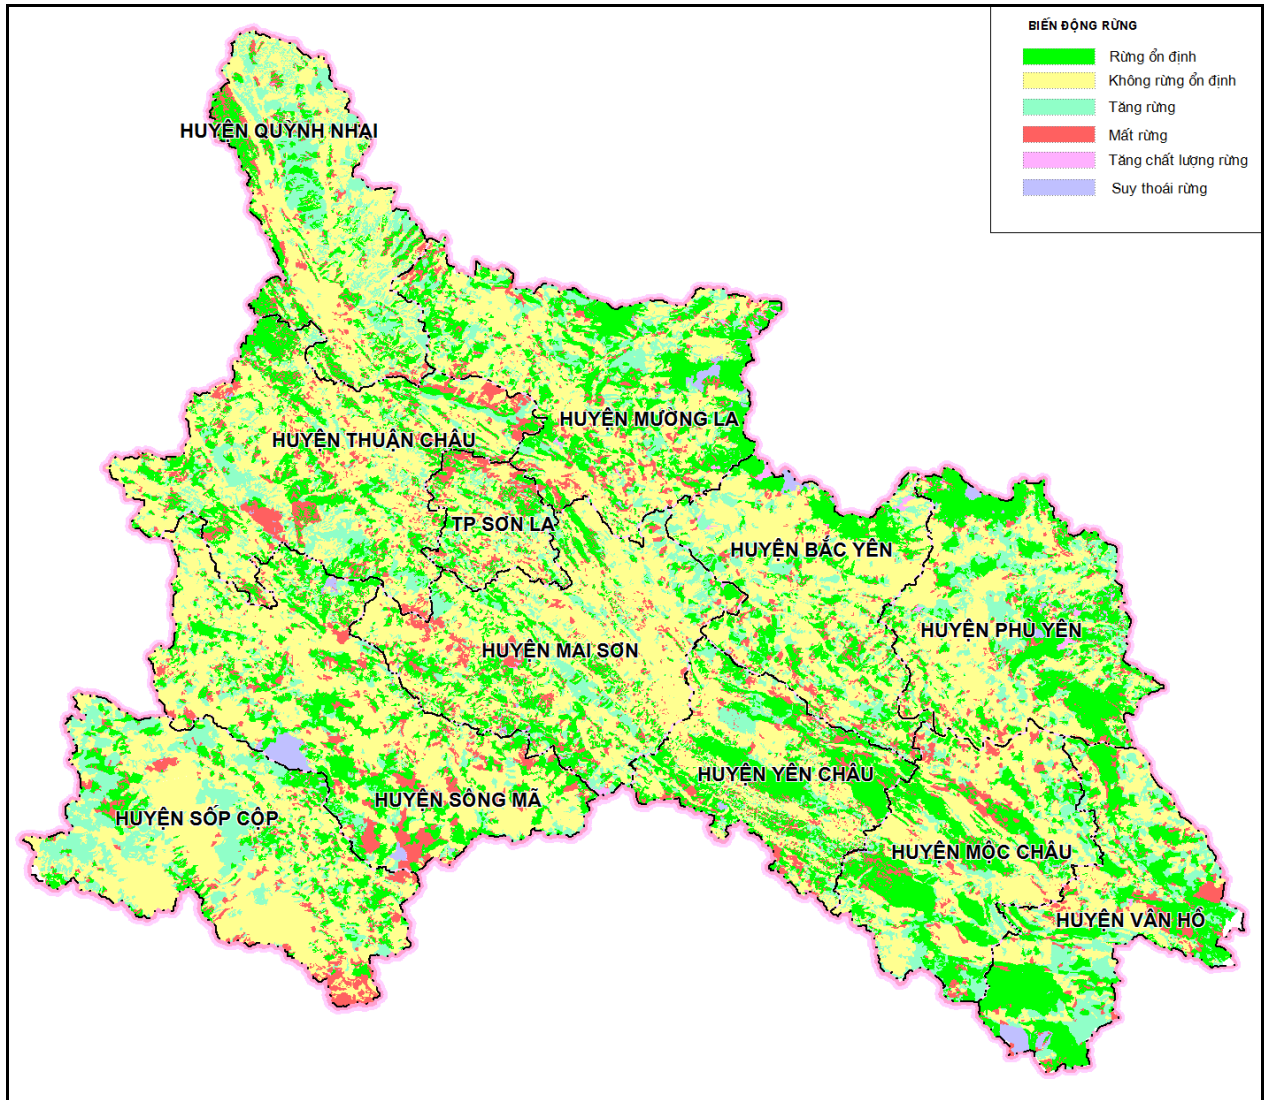 BIẾN ĐỘNG RỪNG
Rừng ổn định
Không rừng ổn định
Tăng rừng
Mất rừng
Tăng chất lượng rừng
Suy thoái rừng
HUYỆN QUỲNH NHAI
HUYỆN MƯỜNG LA
HUYỆN THUẬN CHÂU
TP SƠN LA
HUYỆN BẮC YÊN
HUYỆN PHÙ YÊN
HUYỆN MAI SƠN
HUYỆN YÊN CHÂU
HUYỆN SÔNG MÃ
HUYỆN SỐP CỘP
HUYỆN MỘC CHÂU
HUYỆN VÂN HỒ